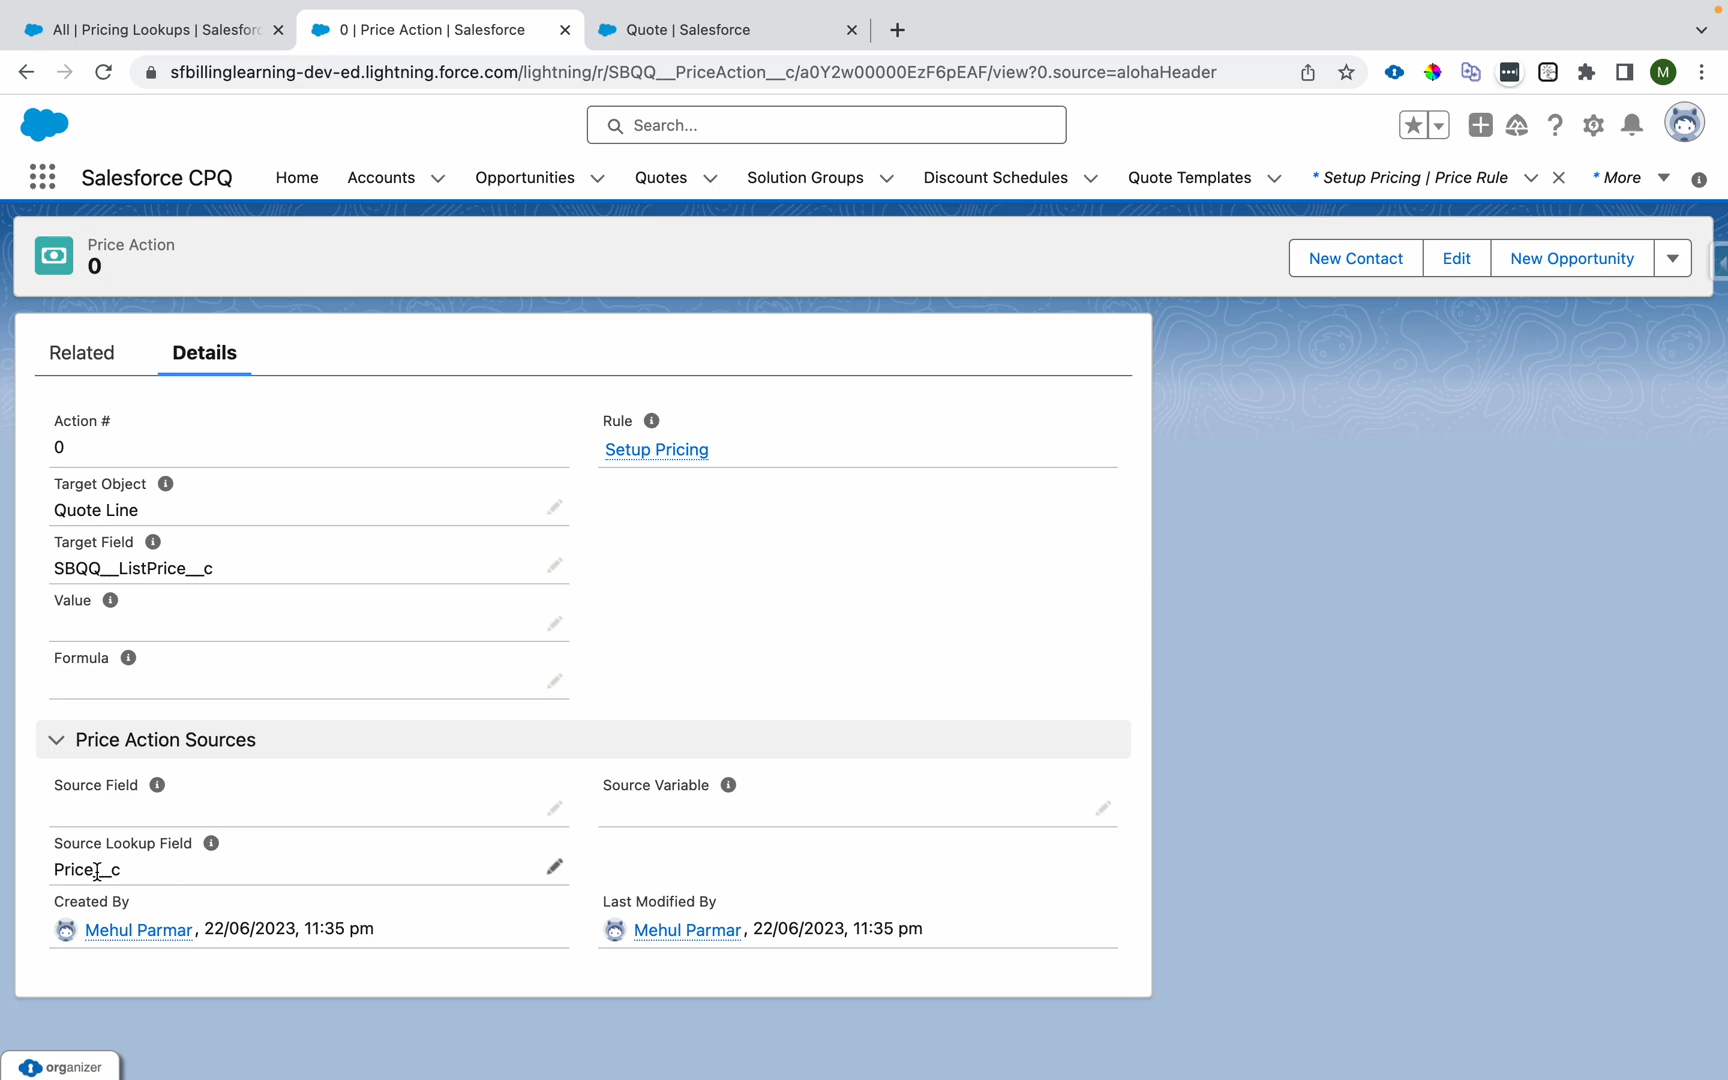 All | Pricing Lookups | Salesforc
0 | Price Action | Salesforce
Quote | Salesforce
sfbillinglearning-dev-ed.lightning.force.com/lightning/r/SBQQ__PriceAction__c/a0Y2w00000EzF6pEAF/view?0.source=alohaHeader
M
Search...
Salesforce CPQ
Home
Accounts
Opportunities
Quotes
Solution Groups
Discount Schedules
Quote Templates
* Setup Pricing | Price Rule
* More
Price Action
0
New Contact
Edit
New Opportunity
Related
Details
Action #
0
Rule
Setup Pricing
Target Object
Quote Line
Target Field
SBQQ__ListPrice__c
Value
Formula
Price Action Sources
Source Field
Source Variable
Source Lookup Field
Price__c
Created By
Mehul Parmar, 22/06/2023, 11:35 pm
Last Modified By
Mehul Parmar, 22/06/2023, 11:35 pm
organizer